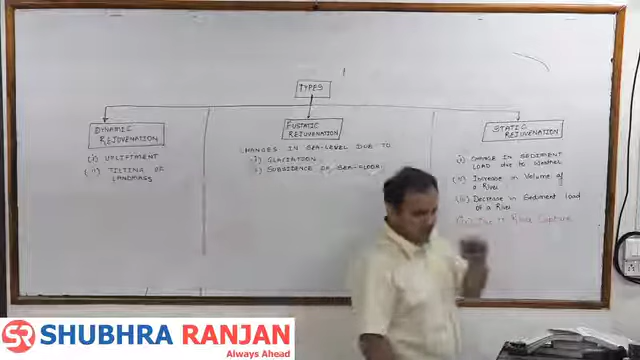 TYPES
DYNAMIC
REJUVENATION
(i) UPLIFTMENT
(ii) TILTING OF
LANDMASS
EUSTATIC
REJUVENATION
CHANGES IN SEA-LEVEL DUE TO
i) GLACIATION
SUBSIDENCE OF SEA-FLOOR
STATIC
REJUVENATION
(i) CHANGE IN SEDIMENT
LOAD due to Weather
Increase in Volume of
a River
(iii) Decrease in Sediment load
of a River
River Capture
SR SHUBHRA RANJAN
Always Ahead